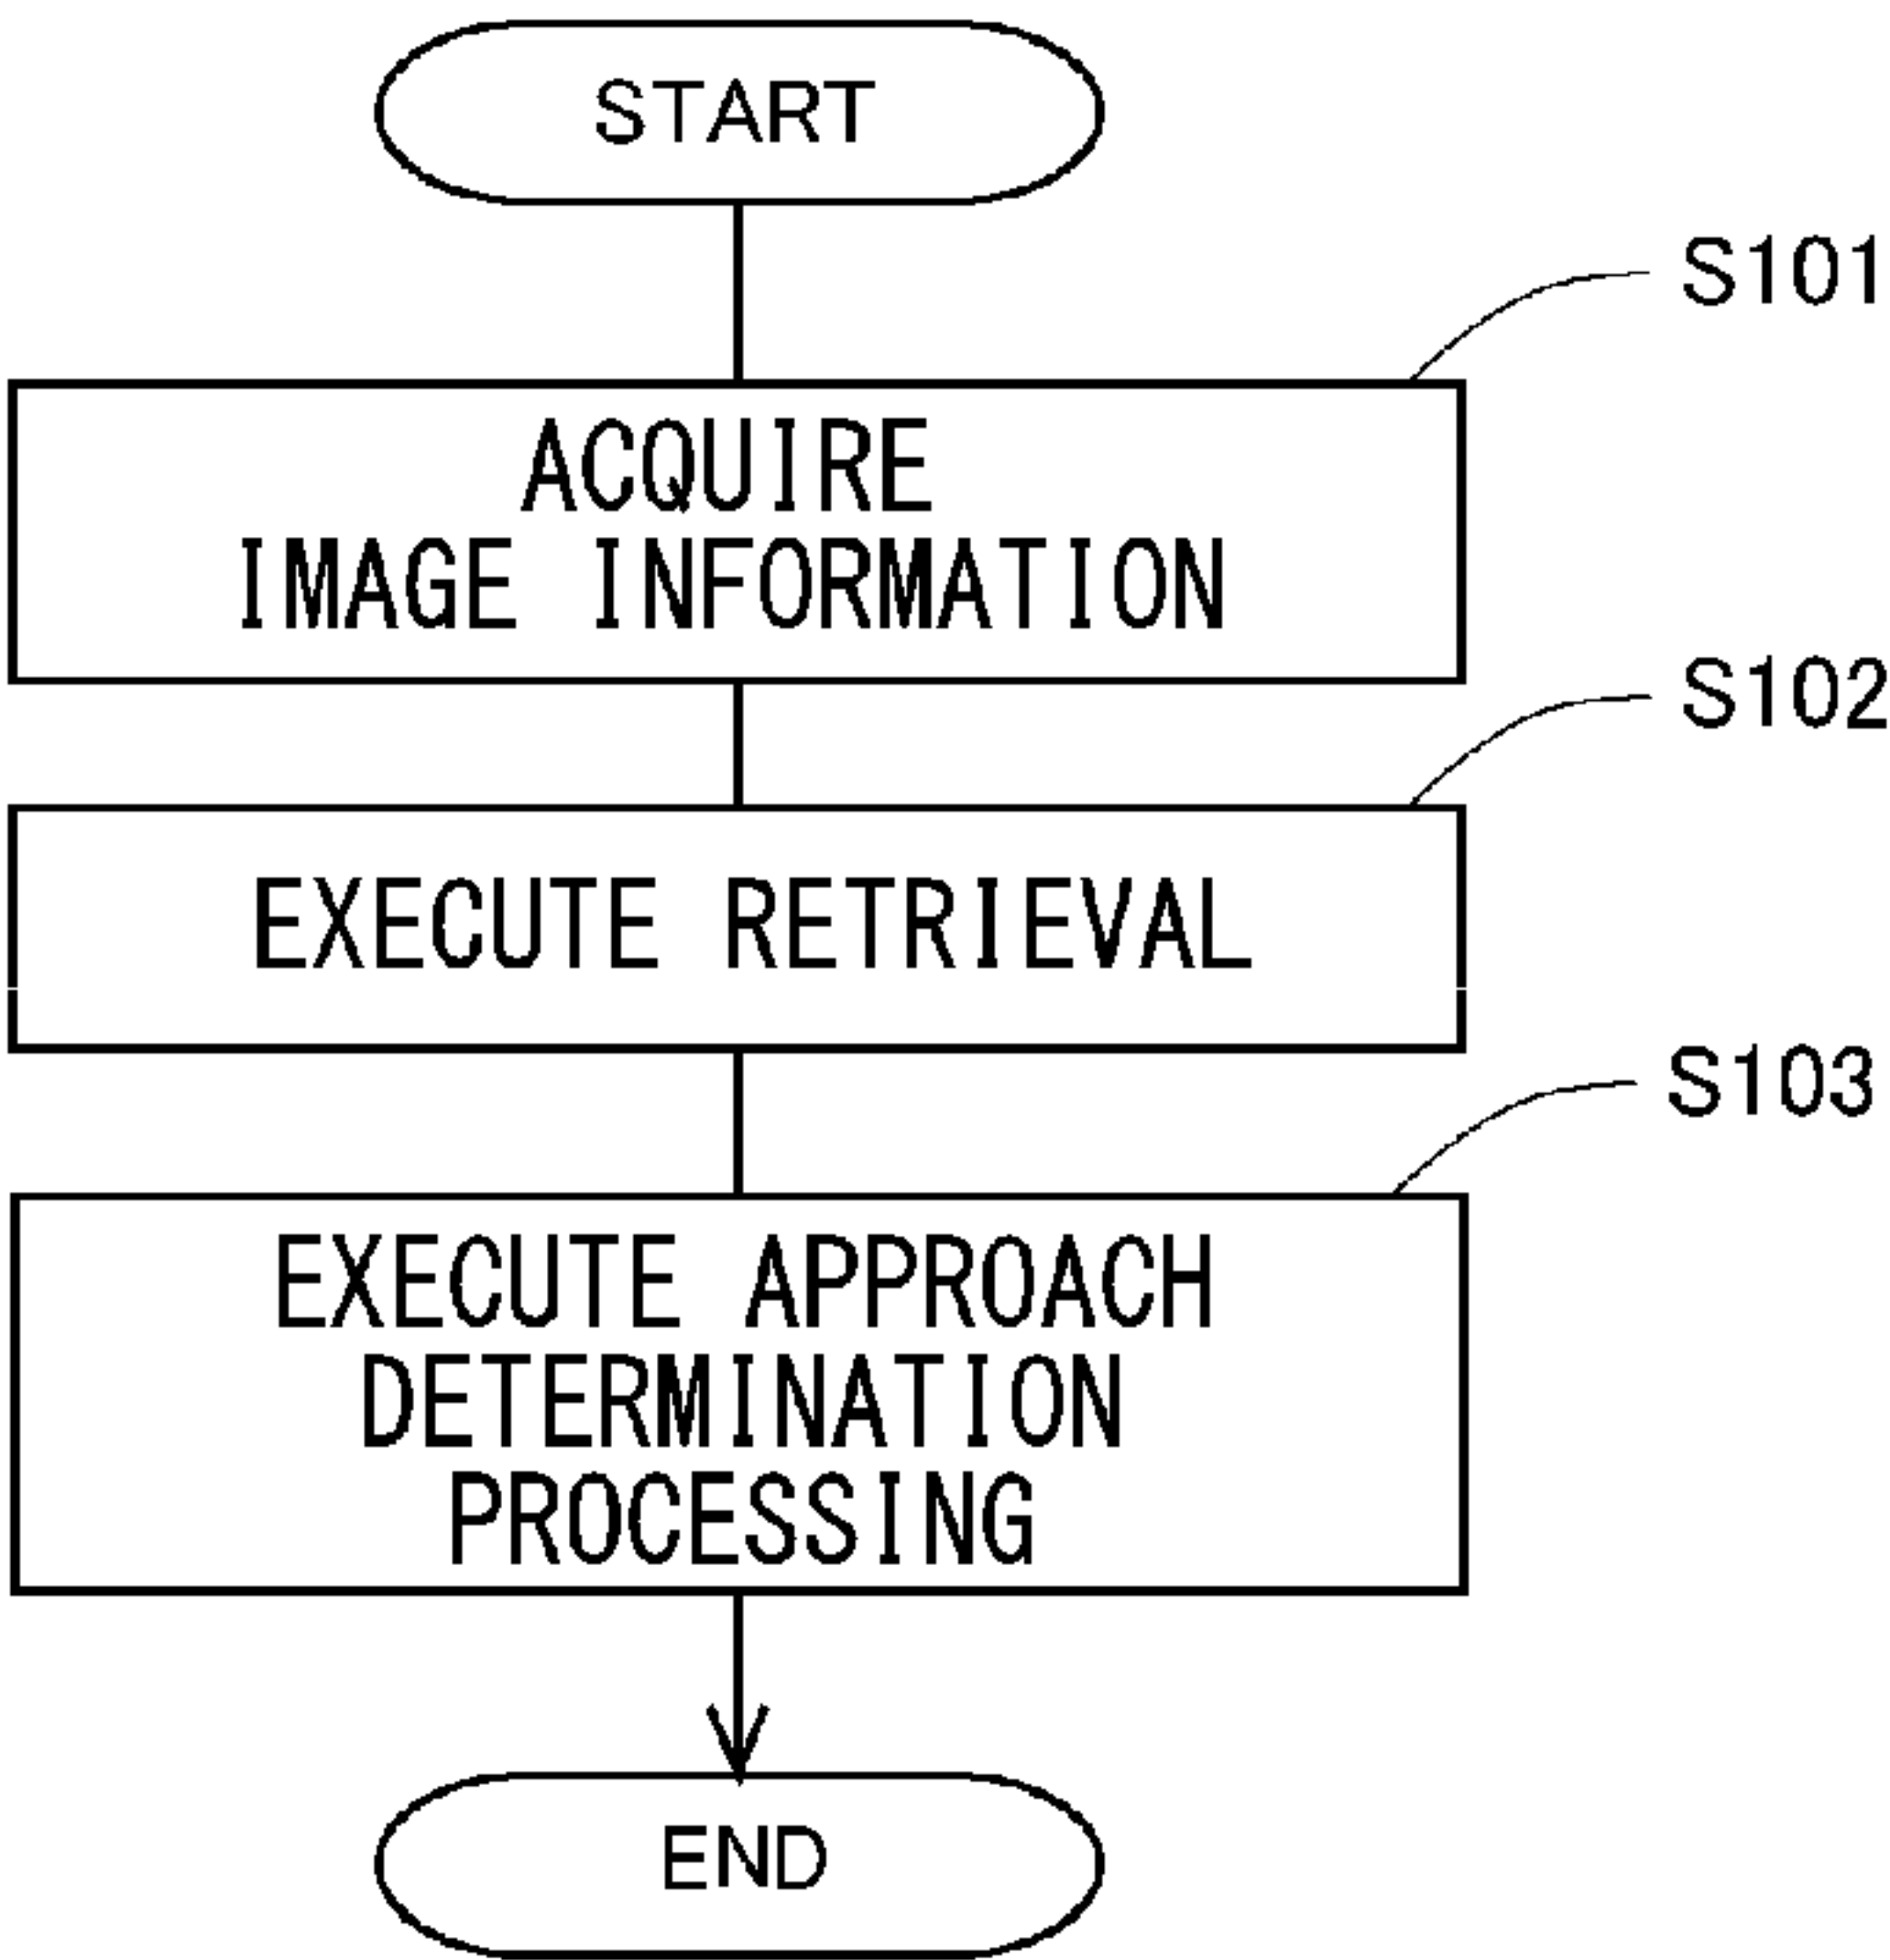 START
S101
ACQUIRE
IMAGE INFORMATION
S102
EXECUTE RETRIEVAL
S103
EXECUTE APPROACH
DETERMINATION
PROCESSING
END